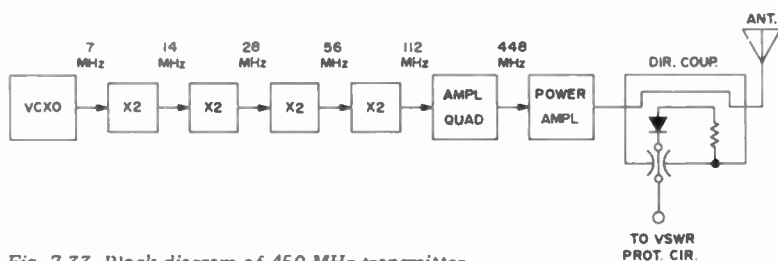 7 MHz
14 MHz
28 MHz
56 MHz
112 MHz
448 MHz
ANT.
DIR. COUP.
VCXO
X2
X2
X2
X2
AMPL QUAD
POWER AMPL
TO VSWR
PROT. CIR.
Fig. 7-33. Block diagram of 450-MHz transmitter.